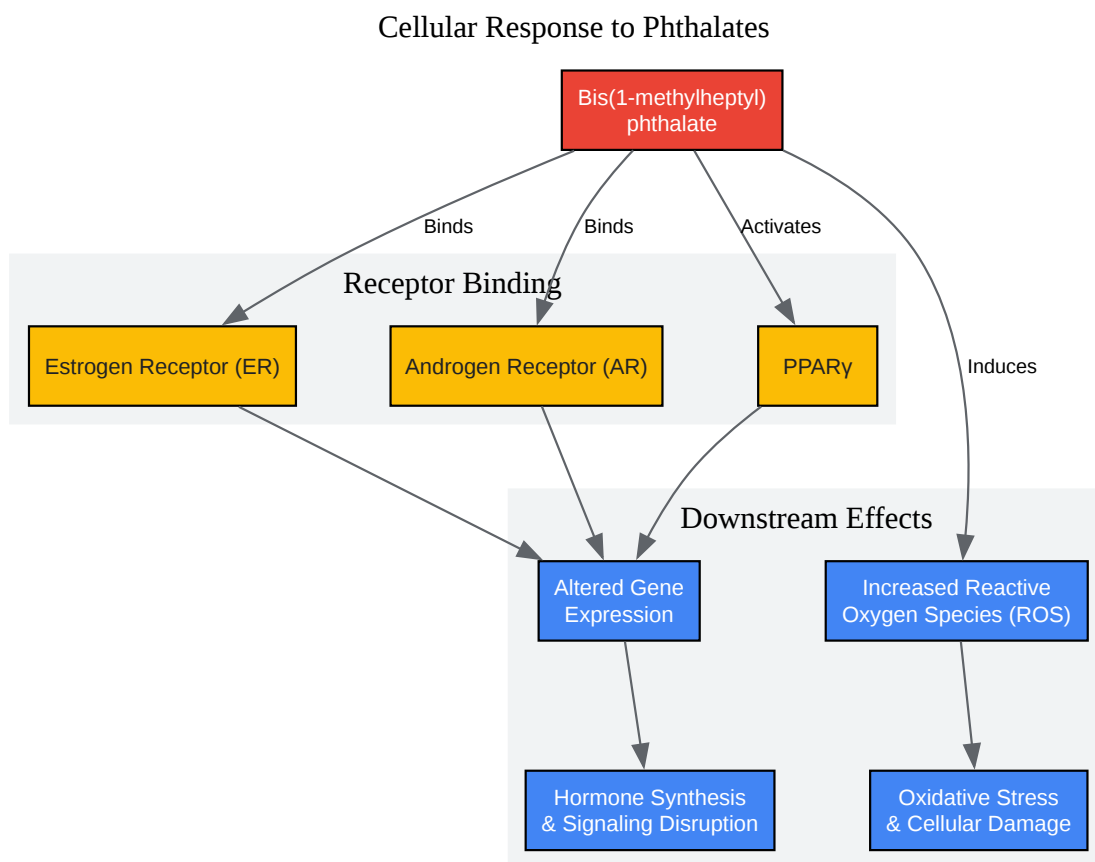 Cellular Response to Phthalates
Bis(1-methylheptyl)
phthalate
Binds
Binds
Activates
Receptor Binding
Estrogen Receptor (ER)
Androgen Receptor (AR)
PPARγ
Induces
Downstream Effects
Altered Gene
Expression
Increased Reactive
Oxygen Species (ROS)
Hormone Synthesis
& Signaling Disruption
Oxidative Stress
& Cellular Damage